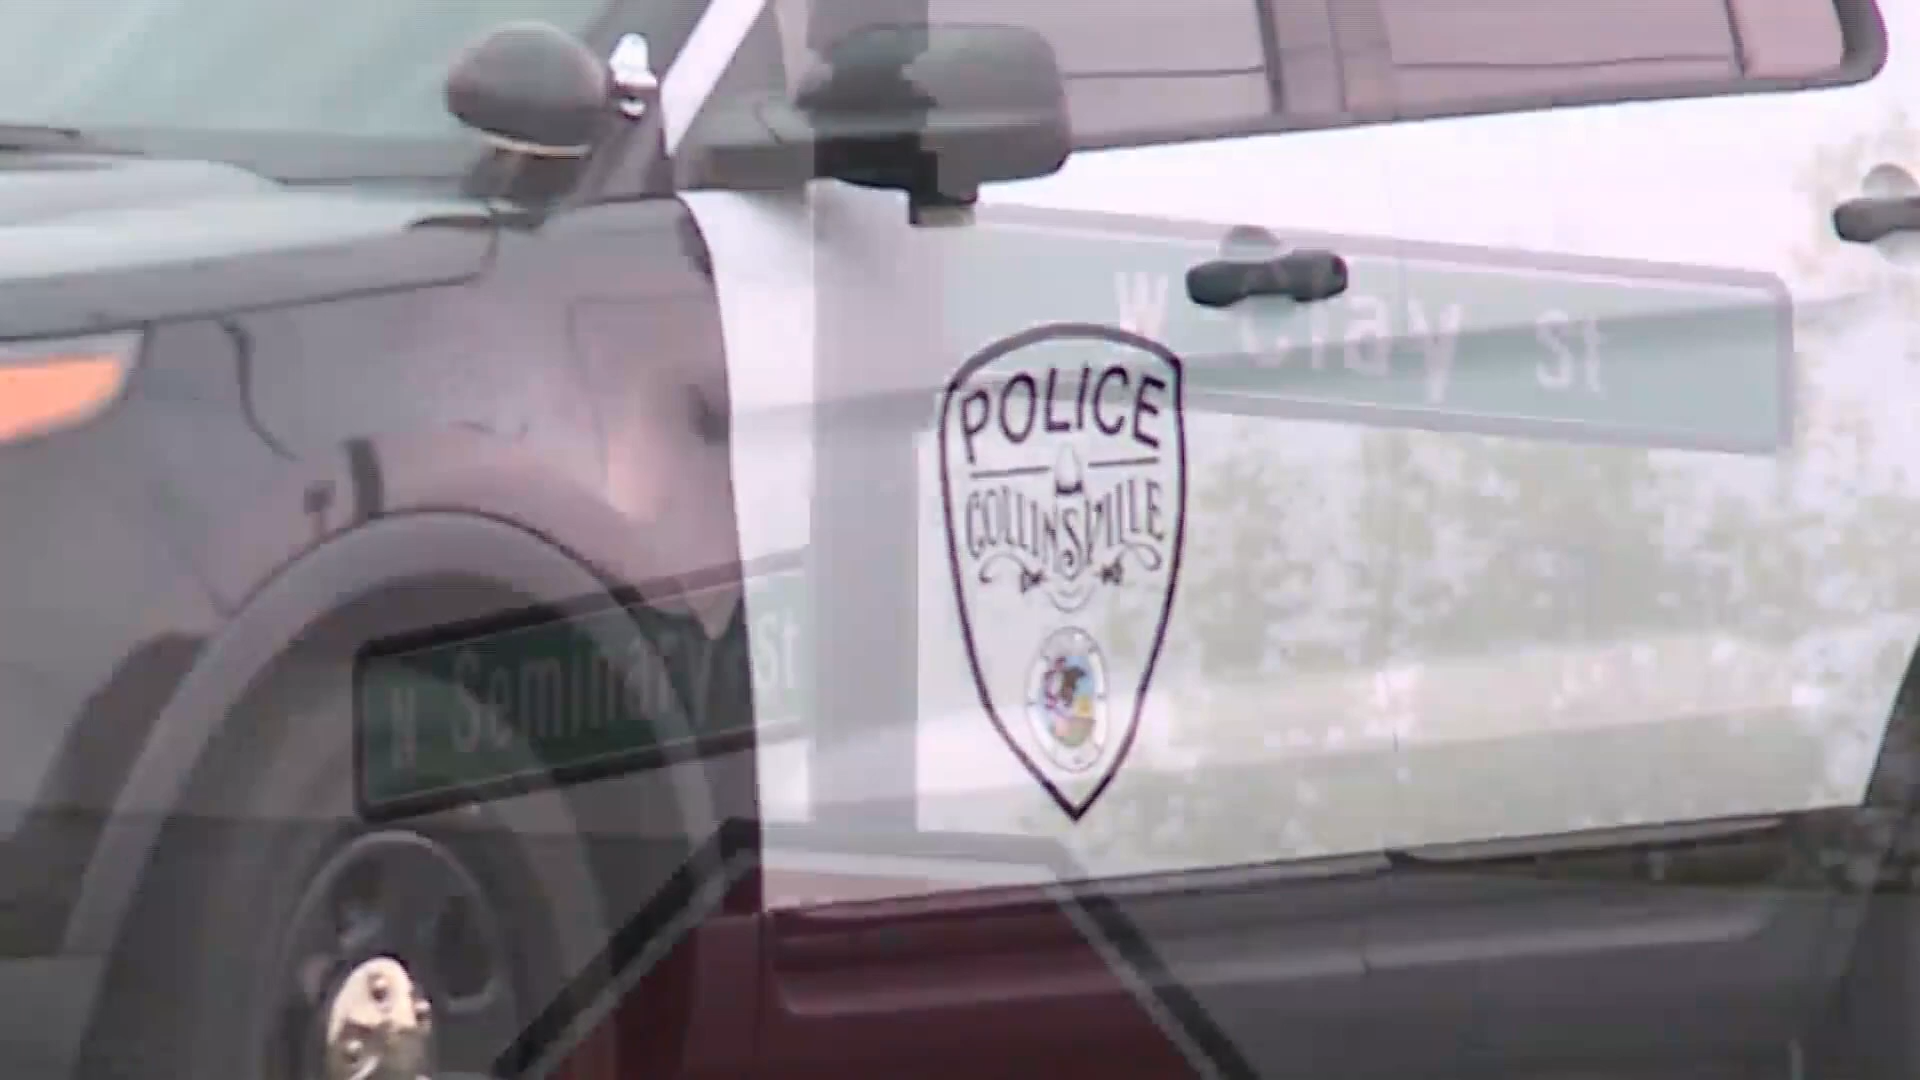 W Clay St
POLICE
COLLINSVILLE
N Seminary St